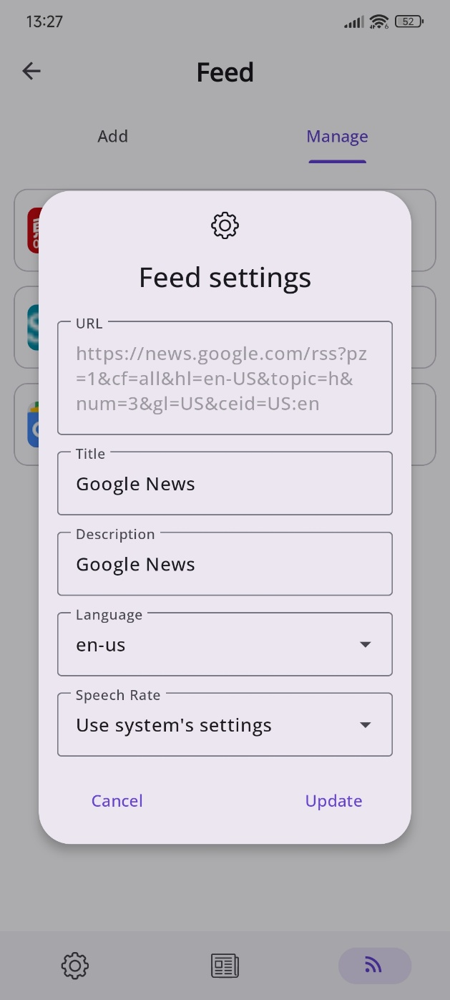 13:27
52
Feed
Add
Manage
Feed settings
URL
https://news.google.com/rss?pz
=1&cf=all&hl=en-US&topic=h&
num=3&gl=US&ceid=US:en
Title
Google News
Description
Google News
Language
en-us
Speech Rate
Use system's settings
Cancel
Update